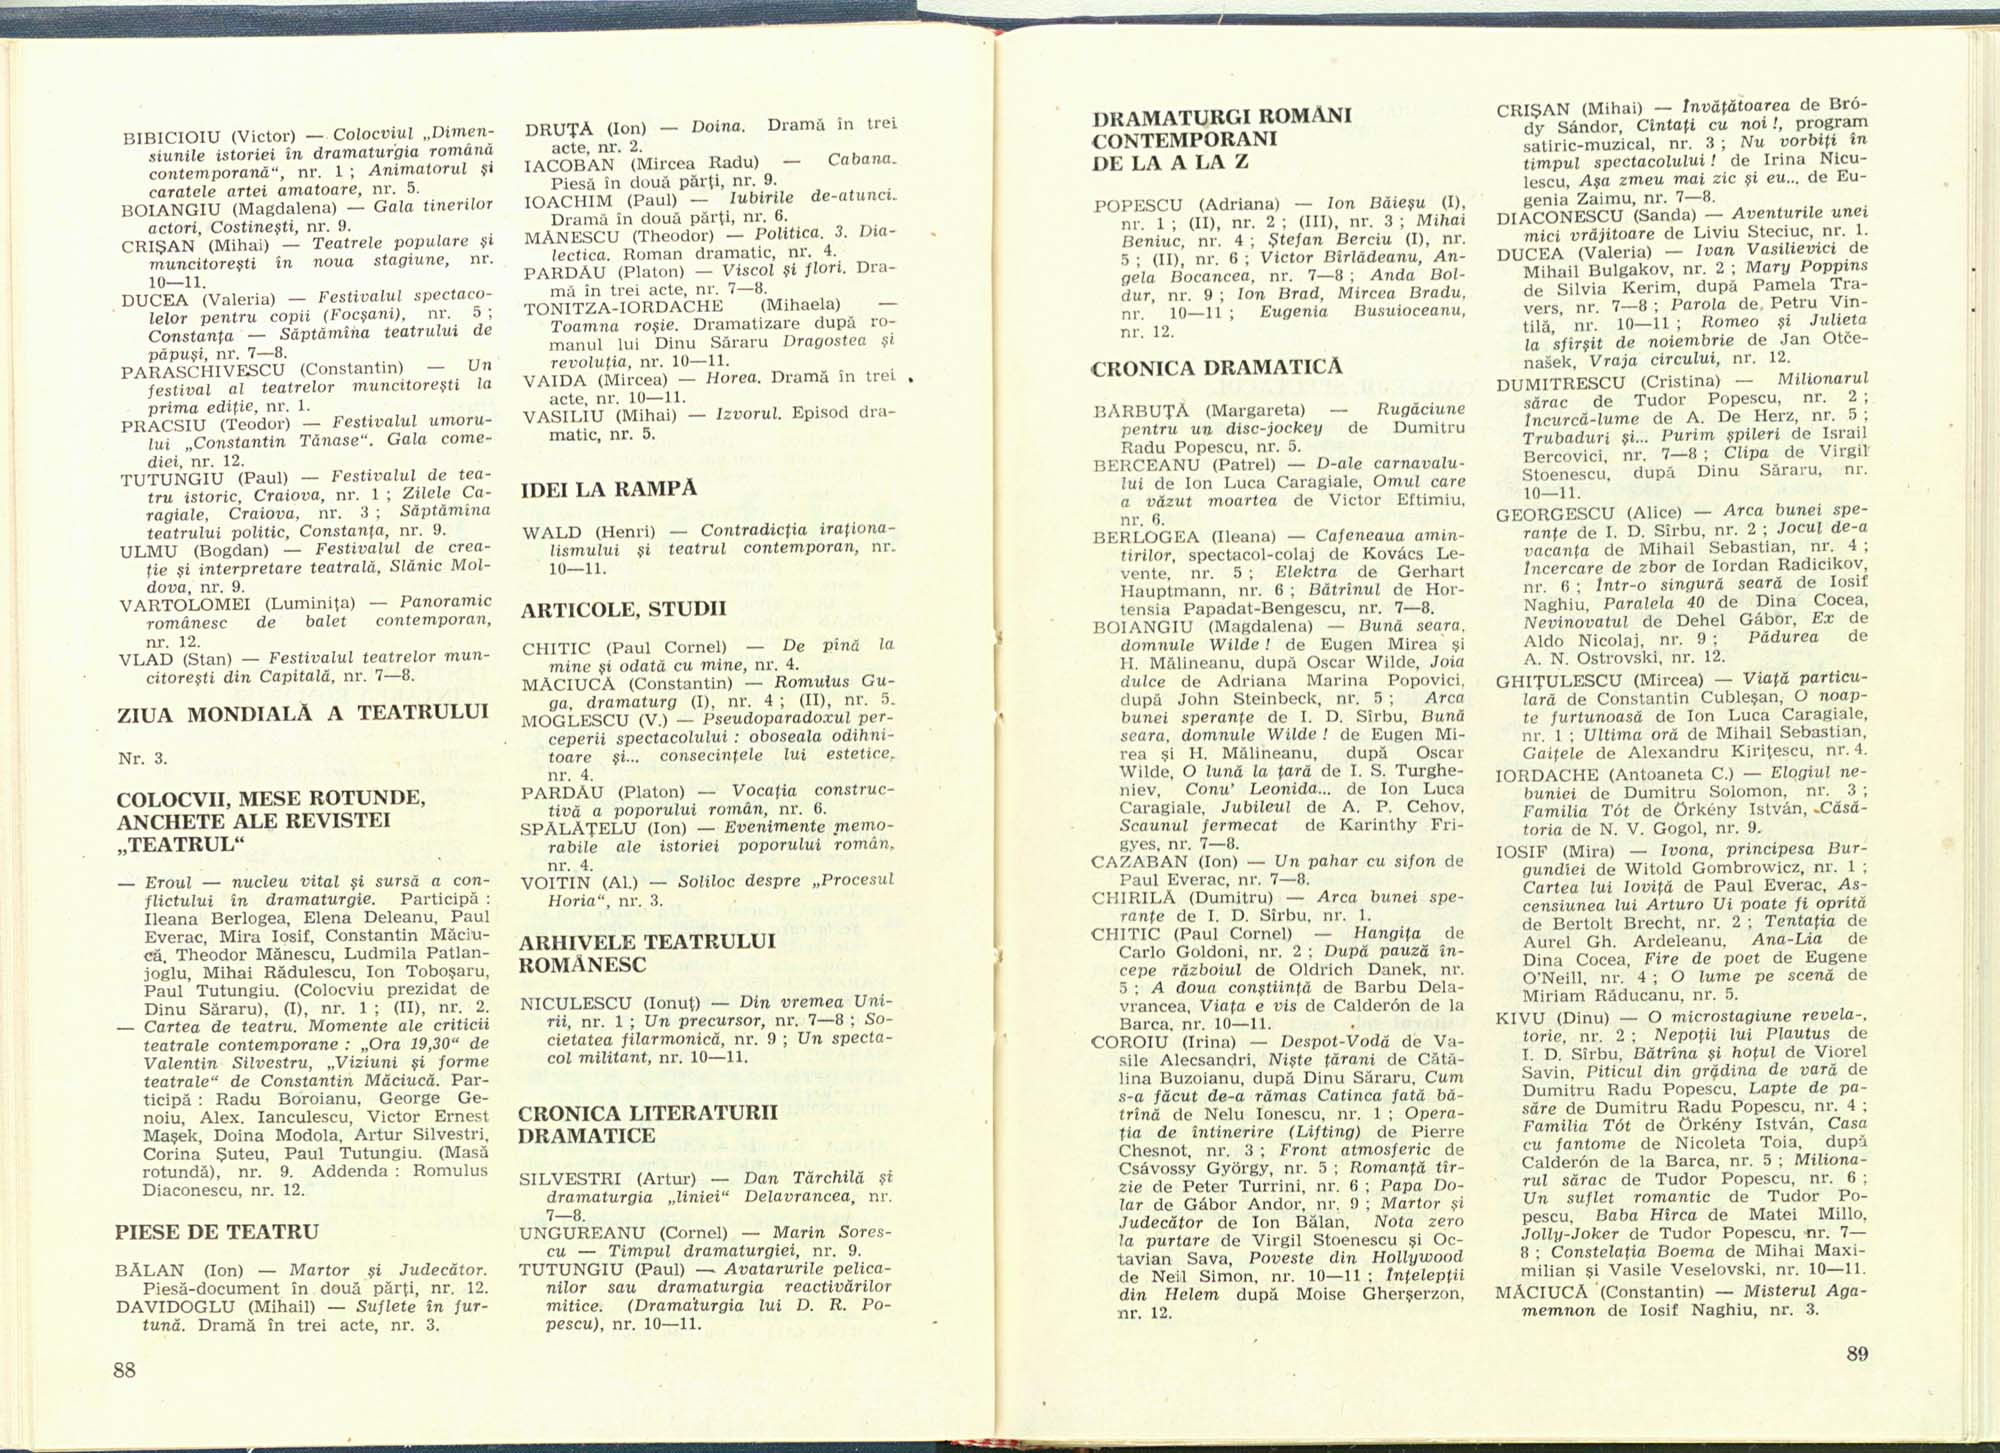 BIBICIOIU (Victor) — Colocviul „Dimen-
siunile istoriei în dramaturgia română
contemporană“, nr. 1 ; Animatorul și
caratele artei amatoare, nr. 5.
BOIANGIU (Magdalena) — Gala tinerilor
actori, Costinești, nr. 9.
CRIȘAN (Mihai) — Teatrele populare și
muncitorești în noua stagiune, nr.
10—11.
DUCEA (Valeria) — Festivalul spectaco-
lelor pentru copii (Focșani), nr. 5 ;
Constanța — Săptămîna teatrului de
păpuși, nr. 7—8.
PARASCHIVESCU (Constantin) — Un
festival al teatrelor muncitorești la
prima ediție, nr. 1.
PRACSIU (Teodor) — Festivalul umoru-
lui „Constantin Tănase“. Gala come-
diei, nr. 12.
TUTUNGIU (Paul) — Festivalul de tea-
tru istoric, Craiova, nr. 1 ; Zilele Ca-
ragiale, Craiova, nr. 3 ; Săptămîna
teatrului politic, Constanța, nr. 9.
ULMU (Bogdan) — Festivalul de crea-
ție și interpretare teatrală, Slănic Mol-
dova, nr. 9.
VARTOLOMEI (Luminița) — Panoramic
românesc de balet contemporan,
nr. 12.
VLAD (Stan) — Festivalul teatrelor mun-
citorești din Capitală, nr. 7—8.
ZIUA MONDIALĂ A TEATRULUI
Nr. 3.
COLOCVII, MESE ROTUNDE,
ANCHETE ALE REVISTEI
„TEATRUL“
— Eroul — nucleu vital și sursă a con-
flictului în dramaturgie. Participă :
Ileana Berlogea, Elena Deleanu, Paul
Everac, Mira Iosif, Constantin Măciu-
că, Theodor Mănescu, Ludmila Patlan-
joglu, Mihai Rădulescu, Ion Toboșaru,
Paul Tutungiu. (Colocviu prezidat de
Dinu Săraru), (I), nr. 1 ; (II), nr. 2.
— Cartea de teatru. Momente ale criticii
teatrale contemporane : „Ora 19,30“ de
Valentin Silvestru, „Viziuni și forme
teatrale“ de Constantin Măciucă. Par-
ticipă : Radu Boroianu, George Ge-
noiu, Alex. Ianculescu, Victor Ernest
Mașek, Doina Modola, Artur Silvestri,
Corina Șuteu, Paul Tutungiu. (Masă
rotundă), nr. 9. Addenda : Romulus
Diaconescu, nr. 12.
PIESE DE TEATRU
BĂLAN (Ion) — Martor și Judecător.
Piesă-document în două părți, nr. 12.
DAVIDOGLU (Mihail) — Suflete în fur-
tună. Dramă în trei acte, nr. 3.
88
DRUȚĂ (Ion) — Doina. Dramă în trei
acte, nr. 2.
IACOBAN (Mircea Radu) — Cabana.
Piesă în două părți, nr. 9.
IOACHIM (Paul) — Iubirile de-atunci.
Dramă în două părți, nr. 6.
MĂNESCU (Theodor) — Politica. 3. Dia-
lectica. Roman dramatic, nr. 4.
PARDĂU (Platon) — Viscol și flori. Dra-
mă în trei acte, nr. 7—8.
TONITZA-IORDACHE (Mihaela) —
Toamna roșie. Dramatizare după ro-
manul lui Dinu Săraru Dragostea și
revoluția, nr. 10—11.
VAIDA (Mircea) — Horea. Dramă în trei
acte, nr. 10—11.
VASILIU (Mihai) — Izvorul. Episod dra-
matic, nr. 5.
IDEI LA RAMPĂ
WALD (Henri) — Contradicția iraționa-
lismului și teatrul contemporan, nr.
10—11.
ARTICOLE, STUDII
CHITIC (Paul Cornel) — De pînă la
mine și odată cu mine, nr. 4.
MĂCIUCĂ (Constantin) — Romulus Gu-
ga, dramaturg (I), nr. 4 ; (II), nr. 5.
MOGLESCU (V.) — Pseudoparadoxul per-
ceperii spectacolului : oboseala odihni-
toare și... consecințele lui estetice,
nr. 4.
PARDĂU (Platon) — Vocația construc-
tivă a poporului român, nr. 6.
SPĂLĂȚELU (Ion) — Evenimente memo-
rabile ale istoriei poporului român,
nr. 4.
VOITIN (Al.) — Soliloc despre „Procesul
Horia“, nr. 3.
ARHIVELE TEATRULUI
ROMÂNESC
NICULESCU (Ionuț) — Din vremea Uni-
rii, nr. 1 ; Un precursor, nr. 7—8 ; So-
cietatea filarmonică, nr. 9 ; Un specta-
col militant, nr. 10—11.
CRONICA LITERATURII
DRAMATICE
SILVESTRI (Artur) — Dan Tărchilă și
dramaturgia „liniei“ Delavrancea, nr.
7—8.
UNGUREANU (Cornel) — Marin Sores-
cu — Timpul dramaturgiei, nr. 9.
TUTUNGIU (Paul) — Avatarurile pelica-
nilor sau dramaturgia reactivărilor
mitice. (Dramaturgia lui D. R. Po-
pescu), nr. 10—11.
DRAMATURGI ROMÂNI
CONTEMPORANI
DE LA A LA Z
POPESCU (Adriana) — Ion Băieșu (I),
nr. 1 ; (II), nr. 2 ; (III), nr. 3 ; Mihai
Beniuc, nr. 4 ; Ștefan Berciu (I), nr.
5 ; (II), nr. 6 ; Victor Bîrlădeanu, An-
gela Bocancea, nr. 7—8 ; Anda Bol-
dur, nr. 9 ; Ion Brad, Mircea Bradu,
nr. 10—11 ; Eugenia Busuioceanu,
nr. 12.
CRONICA DRAMATICĂ
BĂRBUȚĂ (Margareta) — Rugăciune
pentru un disc-jockey de Dumitru
Radu Popescu, nr. 5.
BERCEANU (Patrel) — D-ale carnavalu-
lui de Ion Luca Caragiale, Omul care
a văzut moartea de Victor Eftimiu,
nr. 6.
BERLOGEA (Ileana) — Cafeneaua amin-
tirilor, spectacol-colaj de Kovács Le-
vente, nr. 5 ; Elektra de Gerhart
Hauptmann, nr. 6 ; Bătrînul de Hor-
tensia Papadat-Bengescu, nr. 7—8.
BOIANGIU (Magdalena) — Bună seara,
domnule Wilde ! de Eugen Mirea și
H. Mălineanu, după Oscar Wilde, Joia
dulce de Adriana Marina Popovici,
după John Steinbeck, nr. 5 ; Arca
bunei speranțe de I. D. Sîrbu, Bună
seara, domnule Wilde ! de Eugen Mi-
rea și H. Mălineanu, după Oscar
Wilde, O lună la țară de I. S. Turghe-
niev, Conu' Leonida... de Ion Luca
Caragiale, Jubileul de A. P. Cehov,
Scaunul fermecat de Karinthy Fri-
gyes, nr. 7—8.
CAZABAN (Ion) — Un pahar cu sifon de
Paul Everac, nr. 7—8.
CHIRILĂ (Dumitru) — Arca bunei spe-
ranțe de I. D. Sîrbu, nr. 1.
CHITIC (Paul Cornel) — Hangița de
Carlo Goldoni, nr. 2 ; După pauză în-
cepe războiul de Oldrich Danek, nr.
5 ; A doua conștiință de Barbu Dela-
vrancea, Viața e vis de Calderón de la
Barca, nr. 10—11.
COROIU (Irina) — Despot-Vodă de Va-
sile Alecsandri, Niște țărani de Cătă-
lina Buzoianu, după Dinu Săraru, Cum
s-a făcut de-a rămas Catinca fată bă-
trînă de Nelu Ionescu, nr. 1 ; Opera-
ția de întinerire (Lifting) de Pierre
Chesnot, nr. 3 ; Front atmosferic de
Csávossy György, nr. 5 ; Romanță tîr-
zie de Peter Turrini, nr. 6 ; Papa Do-
lar de Gábor Andor, nr. 9 ; Martor și
Judecător de Ion Bălan, Nota zero
la purtare de Virgil Stoenescu și Oc-
tavian Sava, Poveste din Hollywood
de Neil Simon, nr. 10—11 ; Înțelepții
din Helem după Moise Gherșerzon,
nr. 12.
CRIȘAN (Mihai) — Învățătoarea de Bró-
dy Sándor, Cîntați cu noi !, program
satiric-muzical, nr. 3 ; Nu vorbiți în
timpul spectacolului ! de Irina Nicu-
lescu, Așa zmeu mai zic și eu... de Eu-
genia Zaimu, nr. 7—8.
DIACONESCU (Sanda) — Aventurile unei
mici vrăjitoare de Liviu Steciuc, nr. 1.
DUCEA (Valeria) — Ivan Vasilievici de
Mihail Bulgakov, nr. 2 ; Mary Poppins
de Silvia Kerim, după Pamela Tra-
vers, nr. 7—8 ; Parola de Petru Vin-
tilă, nr. 10—11 ; Romeo și Julieta
la sfîrșit de noiembrie de Jan Otče-
našek, Vraja circului, nr. 12.
DUMITRESCU (Cristina) — Milionarul
sărac de Tudor Popescu, nr. 2 ;
Încurcă-lume de A. De Herz, nr. 5 ;
Trubaduri și... Purim șpileri de Israil
Bercovici, nr. 7—8 ; Clipa de Virgil
Stoenescu, după Dinu Săraru, nr.
10—11.
GEORGESCU (Alice) — Arca bunei spe-
ranțe de I. D. Sîrbu, nr. 2 ; Jocul de-a
vacanța de Mihail Sebastian, nr. 4 ;
Încercare de zbor de Iordan Radicikov,
nr. 6 ; Într-o singură seară de Iosif
Naghiu, Paralela 40 de Dina Cocea,
Nevinovatul de Dehel Gábor, Ex de
Aldo Nicolaj, nr. 9 ; Pădurea de
A. N. Ostrovski, nr. 12.
GHIȚULESCU (Mircea) — Viață particu-
lară de Constantin Cubleșan, O noap-
te furtunoasă de Ion Luca Caragiale,
nr. 1 ; Ultima oră de Mihail Sebastian,
Gaițele de Alexandru Kirițescu, nr. 4.
IORDACHE (Antoaneta C.) — Elogiul ne-
buniei de Dumitru Solomon, nr. 3 ;
Familia Tót de Örkény István, Căsă-
toria de N. V. Gogol, nr. 9.
IOSIF (Mira) — Ivona, principesa Bur-
gundiei de Witold Gombrowicz, nr. 1 ;
Cartea lui Ioviță de Paul Everac, As-
censiunea lui Arturo Ui poate fi oprită
de Bertolt Brecht, nr. 2 ; Tentația de
Aurel Gh. Ardeleanu, Ana-Lia de
Dina Cocea, Fire de poet de Eugene
O'Neill, nr. 4 ; O lume pe scenă de
Miriam Răducanu, nr. 5.
KIVU (Dinu) — O microstagiune revela-
torie, nr. 2 ; Nepoții lui Plautus de
I. D. Sîrbu, Bătrîna și hoțul de Viorel
Savin, Piticul din grădina de vară de
Dumitru Radu Popescu, Lapte de pa-
săre de Dumitru Radu Popescu, nr. 4 ;
Familia Tót de Örkény István, Casa
cu fantome de Nicoleta Toia, după
Calderón de la Barca, nr. 5 ; Miliona-
rul sărac de Tudor Popescu, nr. 6 ;
Un suflet romantic de Tudor Po-
pescu, Baba Hîrca de Matei Millo,
Jolly-Joker de Tudor Popescu, nr. 7—
8 ; Constelația Boema de Mihai Maxi-
milian și Vasile Veselovski, nr. 10—11.
MĂCIUCĂ (Constantin) — Misterul Aga-
memnon de Iosif Naghiu, nr. 3.
89